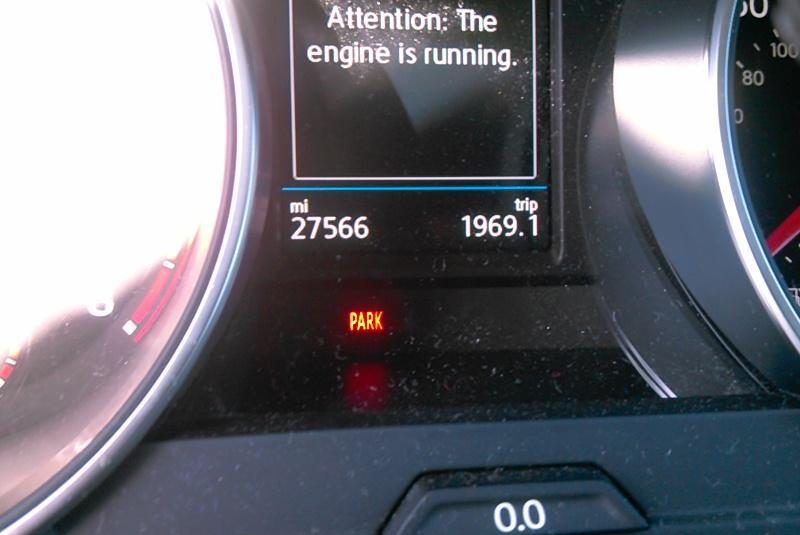 Attention: The
engine is running.
mi
trip
27566
1969.1
PARK
100
80
0.0